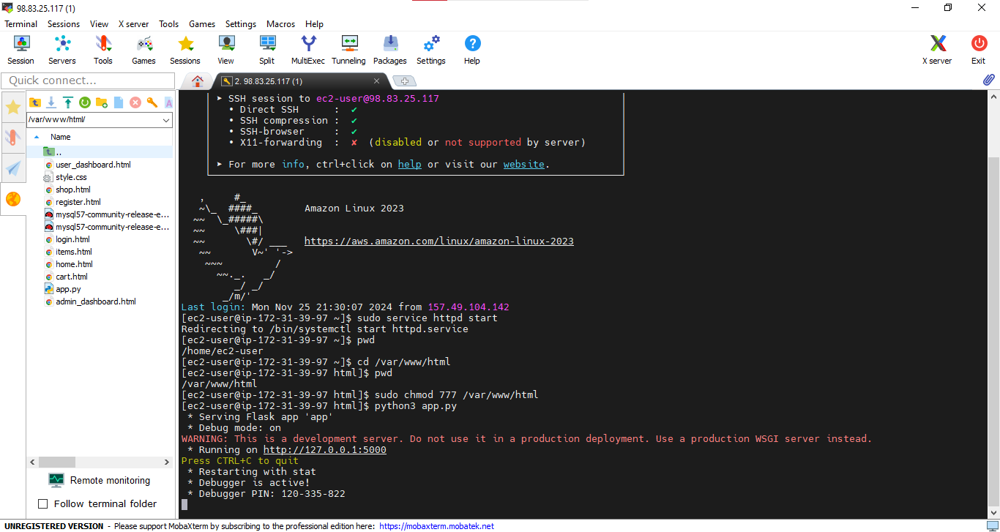 98.83.25.117 (1)
Terminal Sessions View X server Tools Games Settings Macros Help
Session Servers Tools Games Sessions View Split MultiExec Tunneling Packages Settings Help X server Exit
Quick connect...
2. 98.83.25.117 (1)
/var/www/html/
Name
..
user_dashboard.html
style.css
shop.html
register.html
mysql57-community-release-e...
mysql57-community-release-e...
login.html
items.html
home.html
cart.html
app.py
admin_dashboard.html
Remote monitoring
Follow terminal folder
➤ SSH session to ec2-user@98.83.25.117
• Direct SSH : ✔
• SSH compression : ✔
• SSH-browser : ✔
• X11-forwarding : ✘ (disabled or not supported by server)
➤ For more info, ctrl+click on help or visit our website.
   ,     #_
   ~\_  ####_        Amazon Linux 2023
  ~~  \_#####\
  ~~     \###|
  ~~       \#/ ___   https://aws.amazon.com/linux/amazon-linux-2023
   ~~       V~' '->
    ~~~         /
      ~~._.   _/
         _/ _/
       _/m/'
Last login: Mon Nov 25 21:30:07 2024 from 157.49.104.142
[ec2-user@ip-172-31-39-97 ~]$ sudo service httpd start
Redirecting to /bin/systemctl start httpd.service
[ec2-user@ip-172-31-39-97 ~]$ pwd
/home/ec2-user
[ec2-user@ip-172-31-39-97 ~]$ cd /var/www/html
[ec2-user@ip-172-31-39-97 html]$ pwd
/var/www/html
[ec2-user@ip-172-31-39-97 html]$ sudo chmod 777 /var/www/html
[ec2-user@ip-172-31-39-97 html]$ python3 app.py
 * Serving Flask app 'app'
 * Debug mode: on
WARNING: This is a development server. Do not use it in a production deployment. Use a production WSGI server instead.
 * Running on http://127.0.0.1:5000
Press CTRL+C to quit
 * Restarting with stat
 * Debugger is active!
 * Debugger PIN: 120-335-822
UNREGISTERED VERSION - Please support MobaXterm by subscribing to the professional edition here: https://mobaxterm.mobatek.net